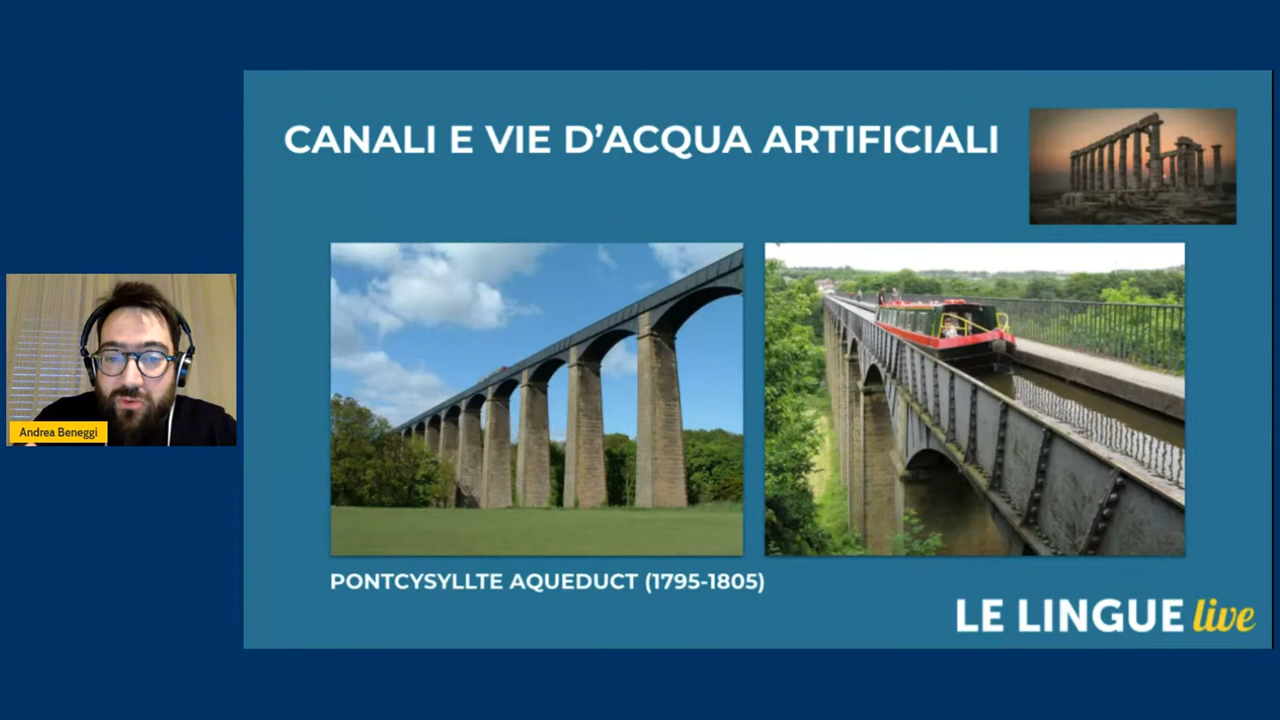 CANALI E VIE D’ACQUA ARTIFICIALI
Andrea Beneggi
PONTCYSYLLTE AQUEDUCT (1795-1805)
LE LINGUE live